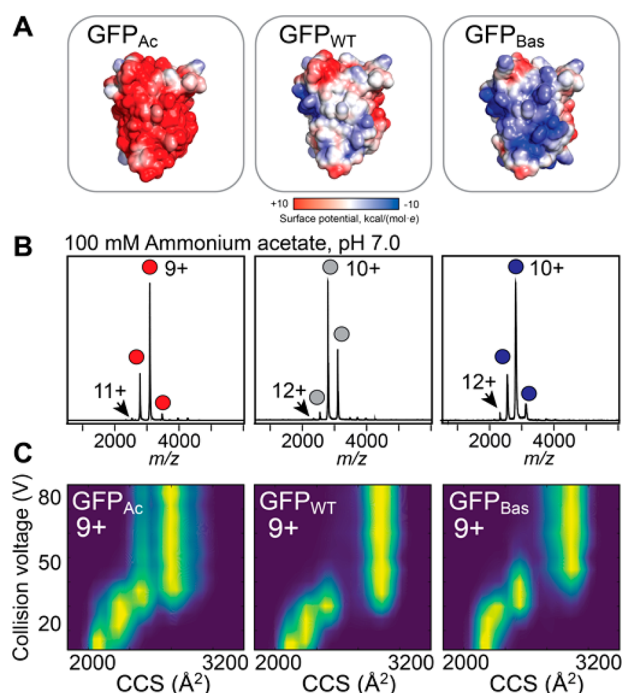 A
GFPAc
GFPWT
GFPBas
+10
-10
Surface potential, kcal/(mol·e)
B
100 mM Ammonium acetate, pH 7.0
9+
11+
10+
12+
10+
12+
2000 4000
2000 4000
2000 4000
m/z
m/z
m/z
C
Collision voltage (V)
80
50
20
GFPAc
9+
GFPWT
9+
GFPBas
9+
2000 3200
2000 3200
2000 3200
CCS (Å²)
CCS (Å²)
CCS (Å²)